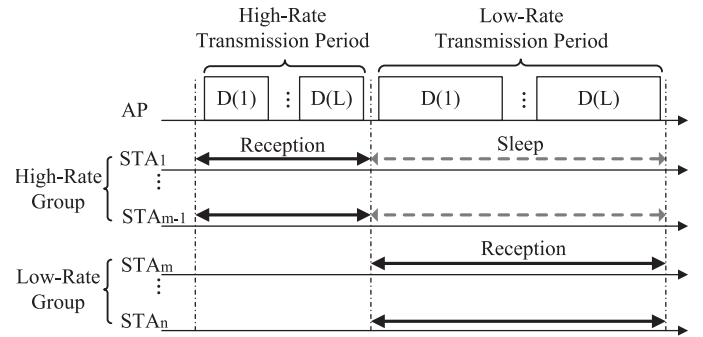 High-Rate
Transmission Period
Low-Rate
Transmission Period
AP
D(1)
⋮
D(L)
D(1)
⋮
D(L)
STA1
Reception
Sleep
⋮
High-Rate
Group
STAm-1
STAm
Reception
⋮
Low-Rate
Group
STAn